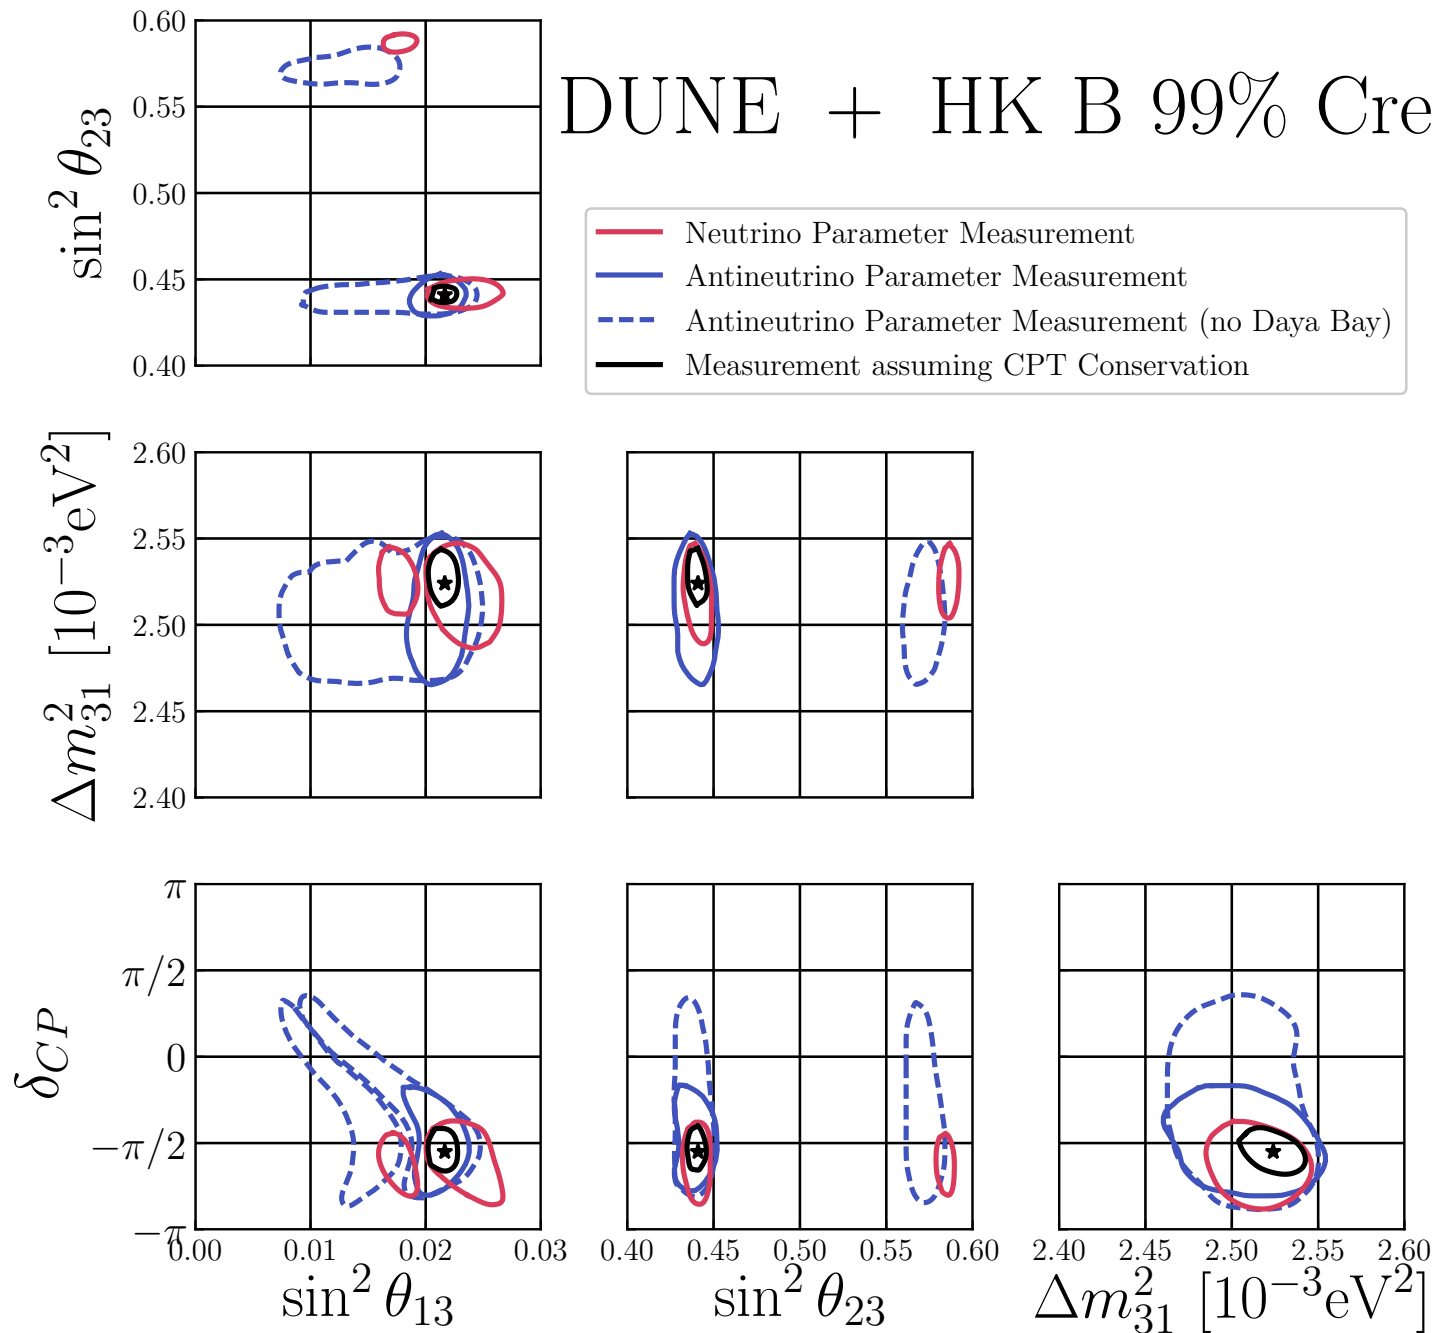 DUNE + HK B 99% Cre
Neutrino Parameter Measurement
Antineutrino Parameter Measurement
Antineutrino Parameter Measurement (no Daya Bay)
Measurement assuming CPT Conservation
sin² θ₂₃
0.60
0.55
0.50
0.45
0.40
Δm²₃₁ [10⁻³eV²]
2.60
2.55
2.50
2.45
2.40
δCP
π
π/2
0
−π/2
−π
0.00 0.01 0.02 0.03
sin² θ₁₃
0.40 0.45 0.50 0.55 0.60
sin² θ₂₃
2.40 2.45 2.50 2.55 2.60
Δm²₃₁ [10⁻³eV²]